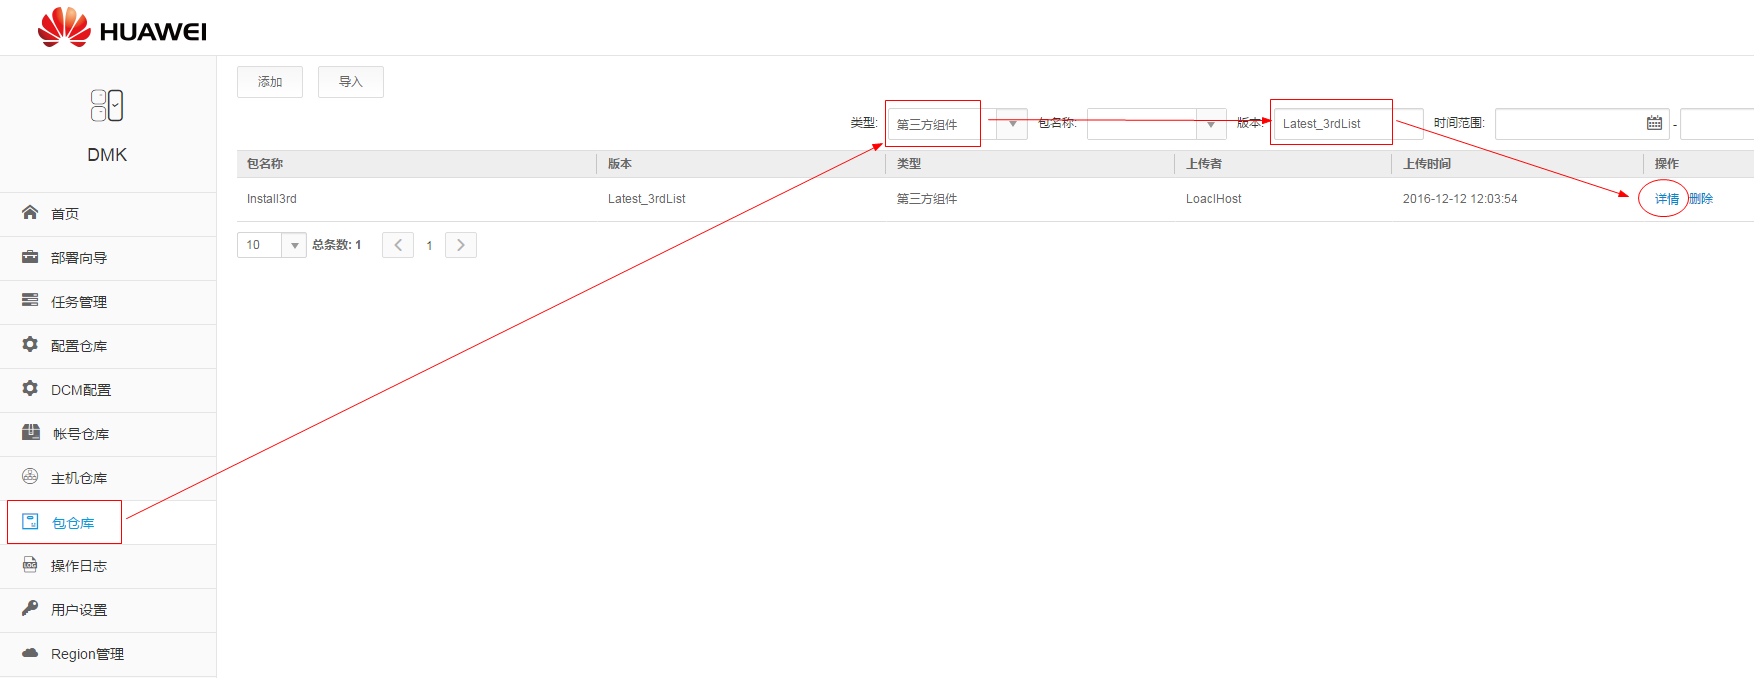 HUAWEI
DMK
首页
部署向导
任务管理
配置仓库
DCM配置
帐号仓库
主机仓库
包仓库
LOG 操作日志
用户设置
Region管理
添加 导入
类型: 第三方组件 包名称: 版本: Latest_3rdList 时间范围: -
包名称 版本 类型 上传者 上传时间 操作
Install3rd Latest_3rdList 第三方组件 LoaclHost 2016-12-12 12:03:54 详情 删除
10 总条数: 1 < 1 >